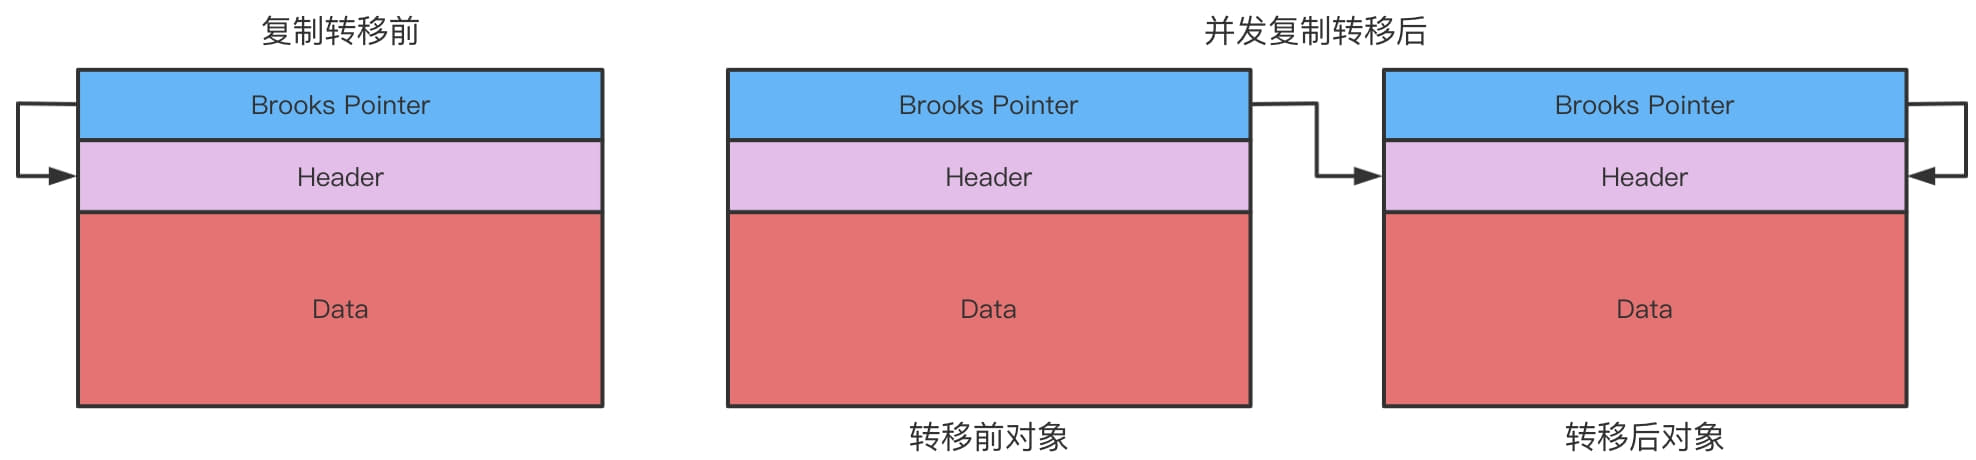 复制转移前
并发复制转移后
Brooks Pointer
Header
Data
Brooks Pointer
Header
Data
转移前对象
Brooks Pointer
Header
Data
转移后对象